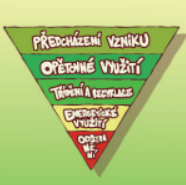 PŘEDCHÁZENÍ VZNIKU
OPĚTOVNÉ VYUŽITÍ
TŘÍDĚNÍ A RECYKLACE
ENERGETICKÉ
VYUŽITÍ
ODSTRA
NĚ
NÍ